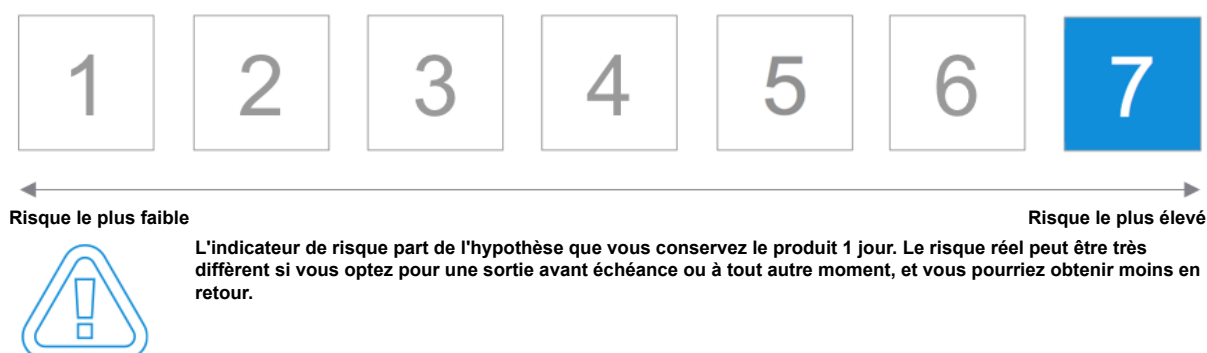 1 2 3 4 5 6 7
Risque le plus faible Risque le plus élevé
L'indicateur de risque part de l'hypothèse que vous conservez le produit 1 jour. Le risque réel peut être très
diffèrent si vous optez pour une sortie avant échéance ou à tout autre moment, et vous pourriez obtenir moins en
retour.